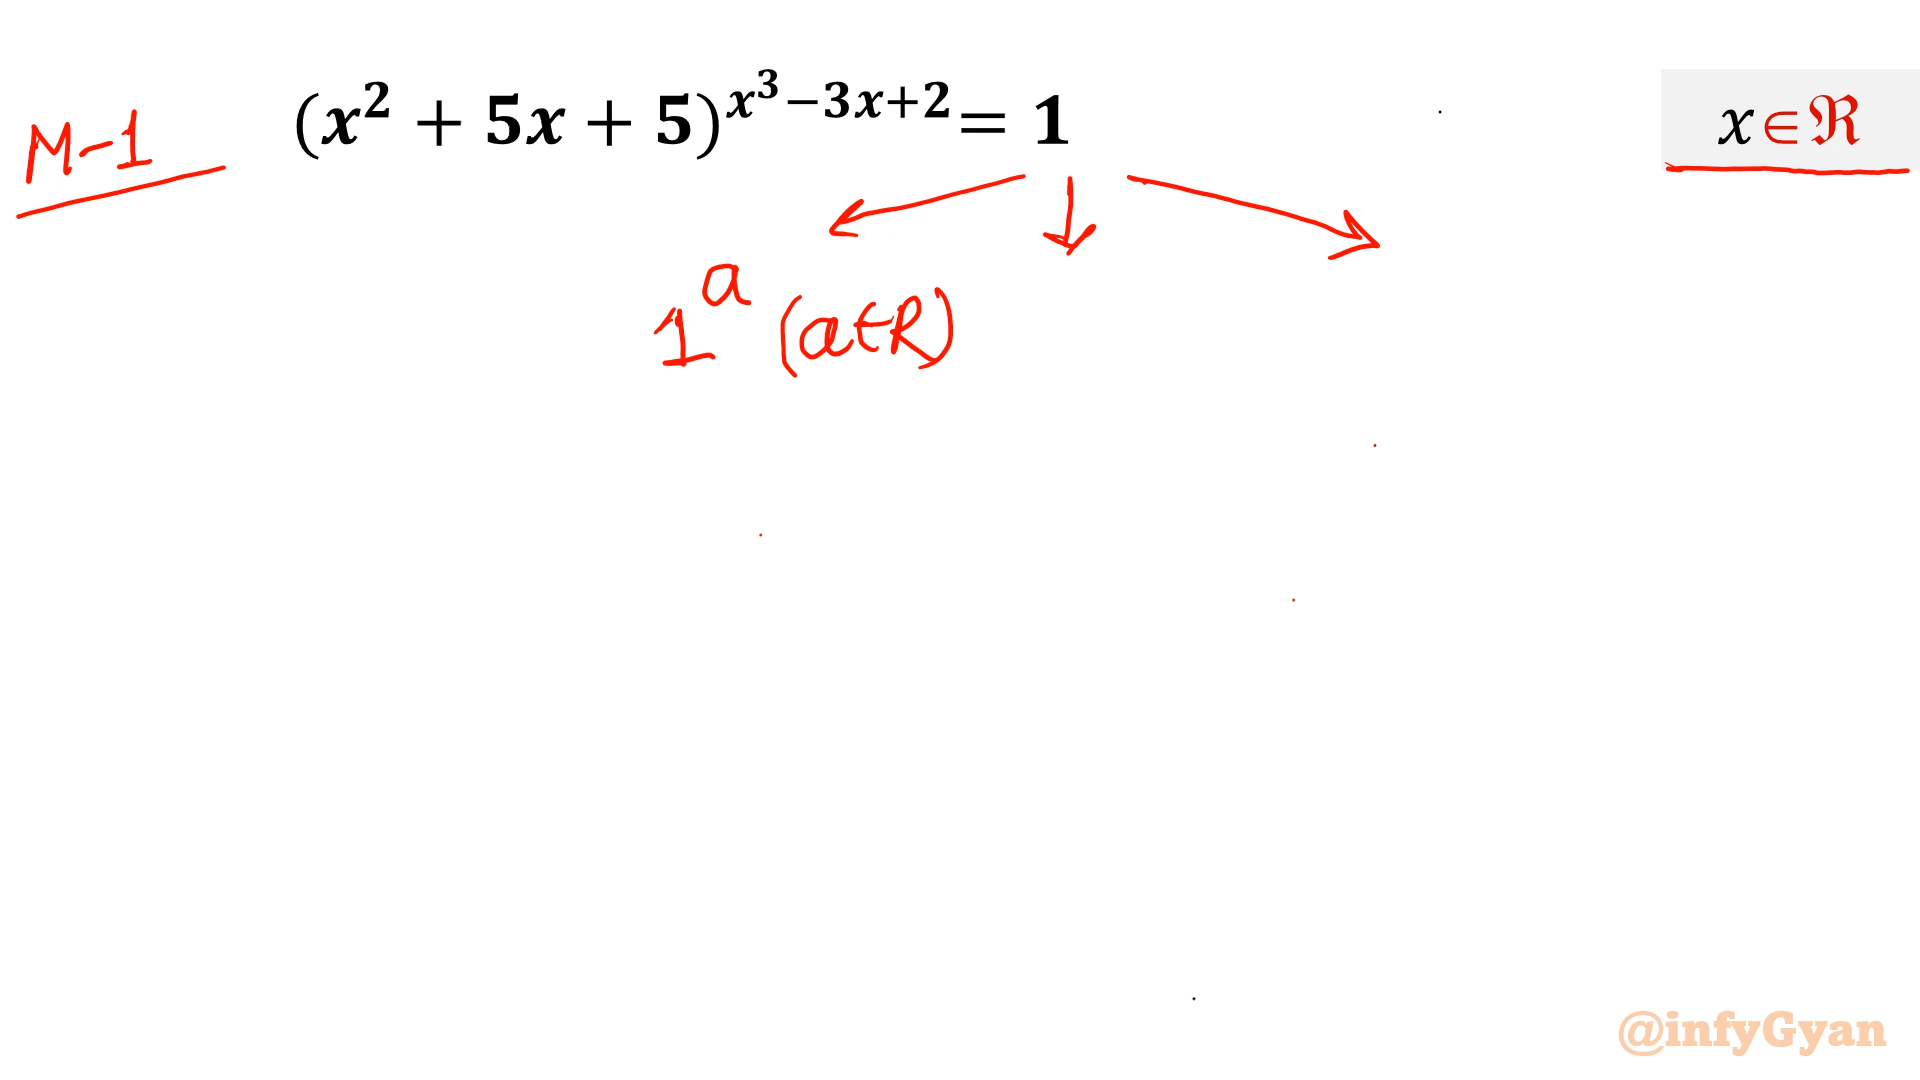 M-1 (x² + 5x + 5)^(x³−3x+2) = 1 x∈ℜ
1^a (a∈R)
@infyGyan